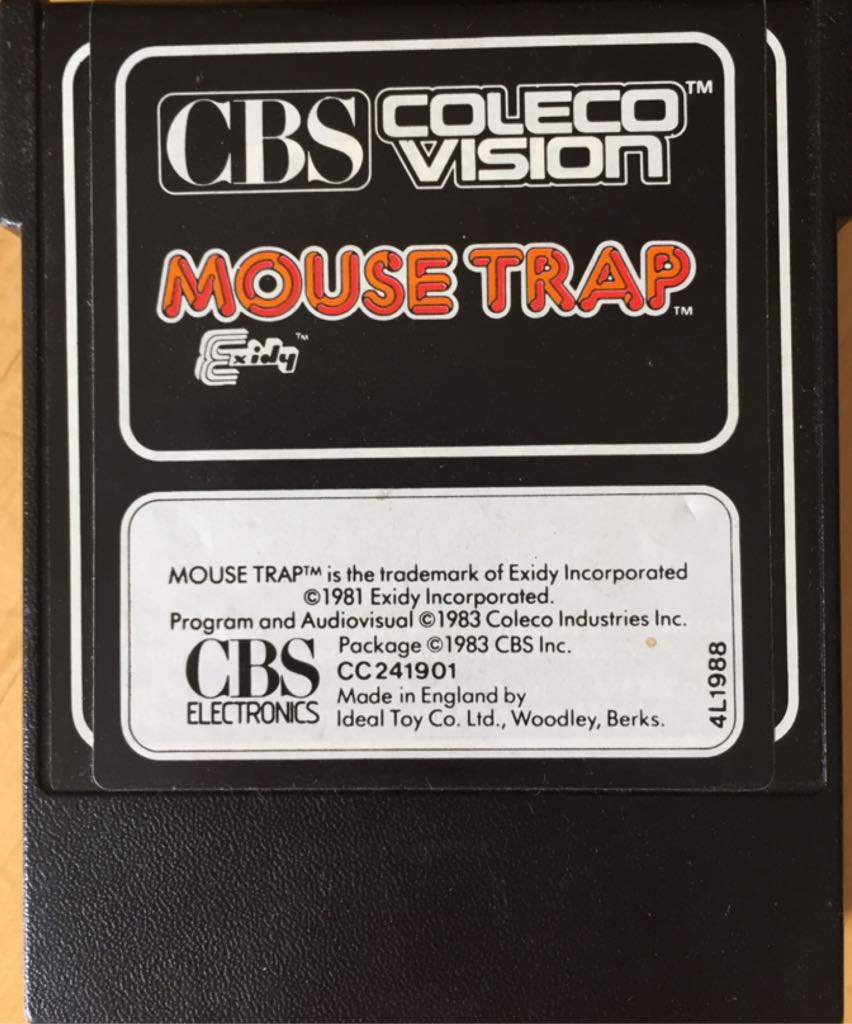 CBS COLECO VISION™
MOUSE TRAP™
Exidy™
MOUSE TRAP™ is the trademark of Exidy Incorporated
©1981 Exidy Incorporated.
Program and Audiovisual ©1983 Coleco Industries Inc.
Package ©1983 CBS Inc.
CC241901
Made in England by
Ideal Toy Co. Ltd., Woodley, Berks.
CBS
ELECTRONICS
4L1988